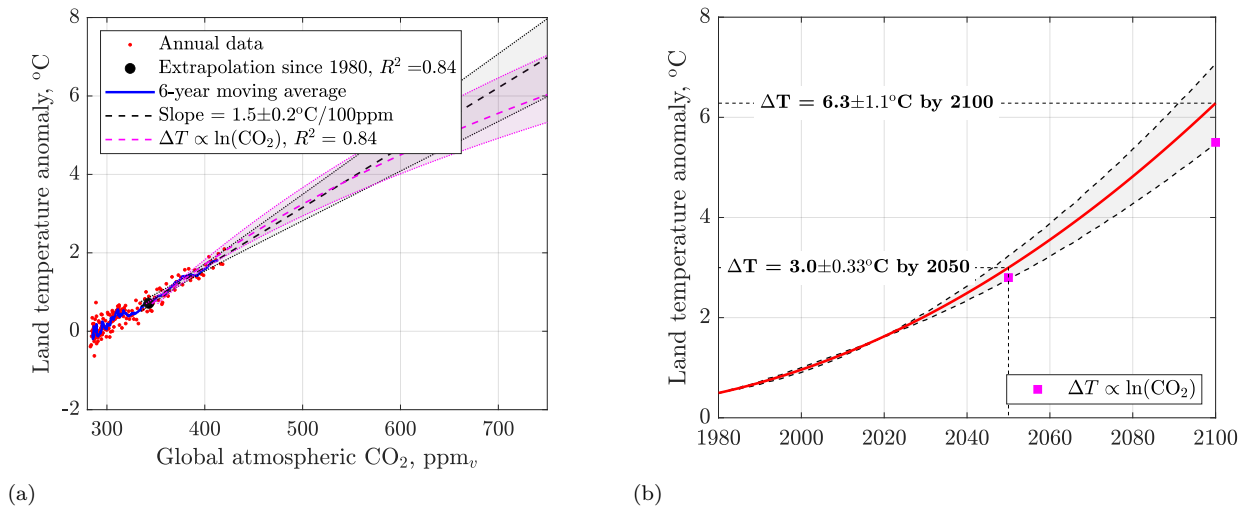 8
6
4
2
0
-2
300
400
500
600
700
Land temperature anomaly, °C
Global atmospheric CO₂, ppmᵥ
Annual data
Extrapolation since 1980, R² =0.84
6-year moving average
Slope = 1.5±0.2°C/100ppm
ΔT ∝ ln(CO₂), R² = 0.84
(a)
8
6
4
2
0
1980
2000
2020
2040
2060
2080
2100
Land temperature anomaly, °C
ΔT = 6.3±1.1°C by 2100
ΔT = 3.0±0.33°C by 2050
ΔT ∝ ln(CO₂)
(b)